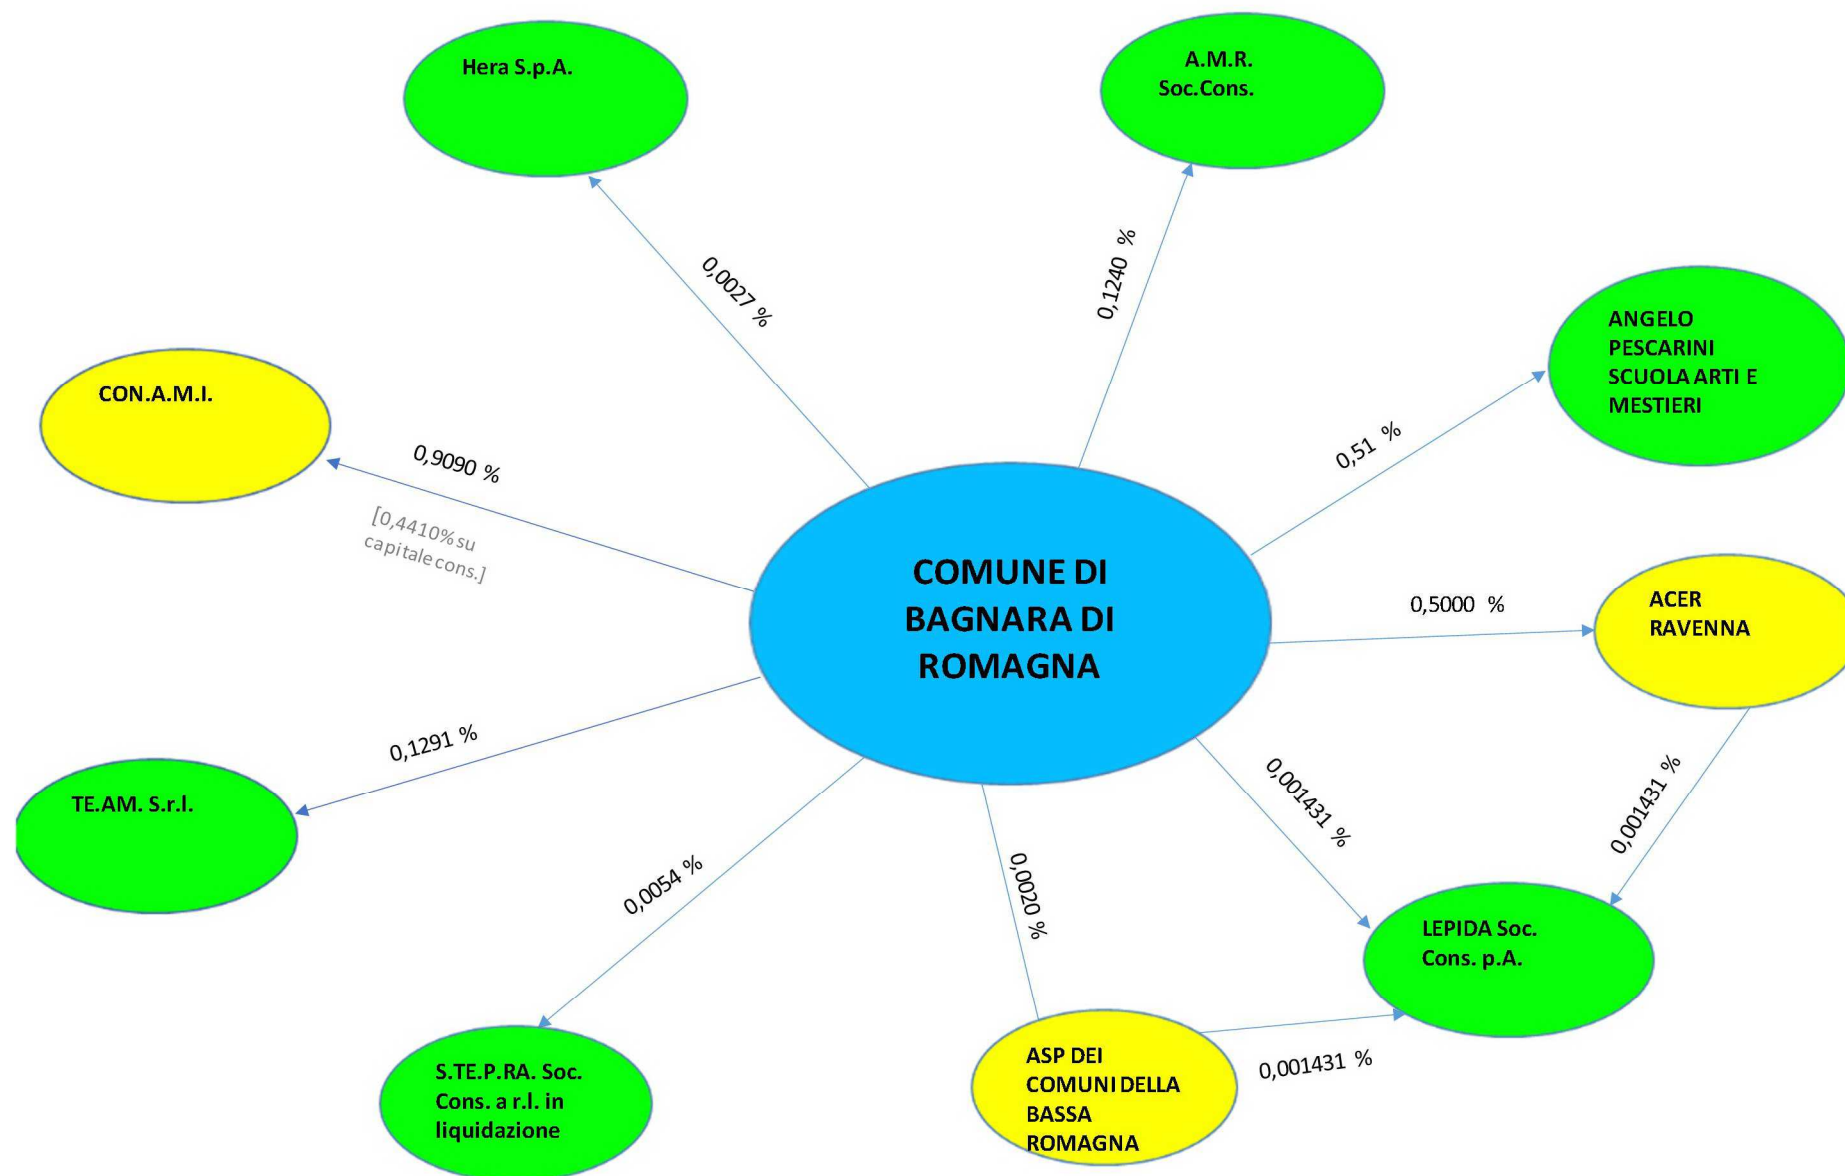 Hera S.p.A.
A.M.R.
Soc.Cons.
0,0027 %
0,1240 %
ANGELO
PESCARINI
SCUOLA ARTI E
MESTIERI
CON.A.M.I.
0,9090 %
[0,4410% su
capitale cons.]
0,51 %
COMUNE DI
BAGNARA DI
ROMAGNA
0,5000 %
ACER
RAVENNA
0,1291 %
TE.AM. S.r.l.
0,001431 %
0,001431 %
0,0054 %
0,0020 %
LEPIDA Soc.
Cons. p.A.
S.TE.P.RA. Soc.
Cons. a r.l. in
liquidazione
ASP DEI
COMUNI DELLA
BASSA
ROMAGNA
0,001431 %